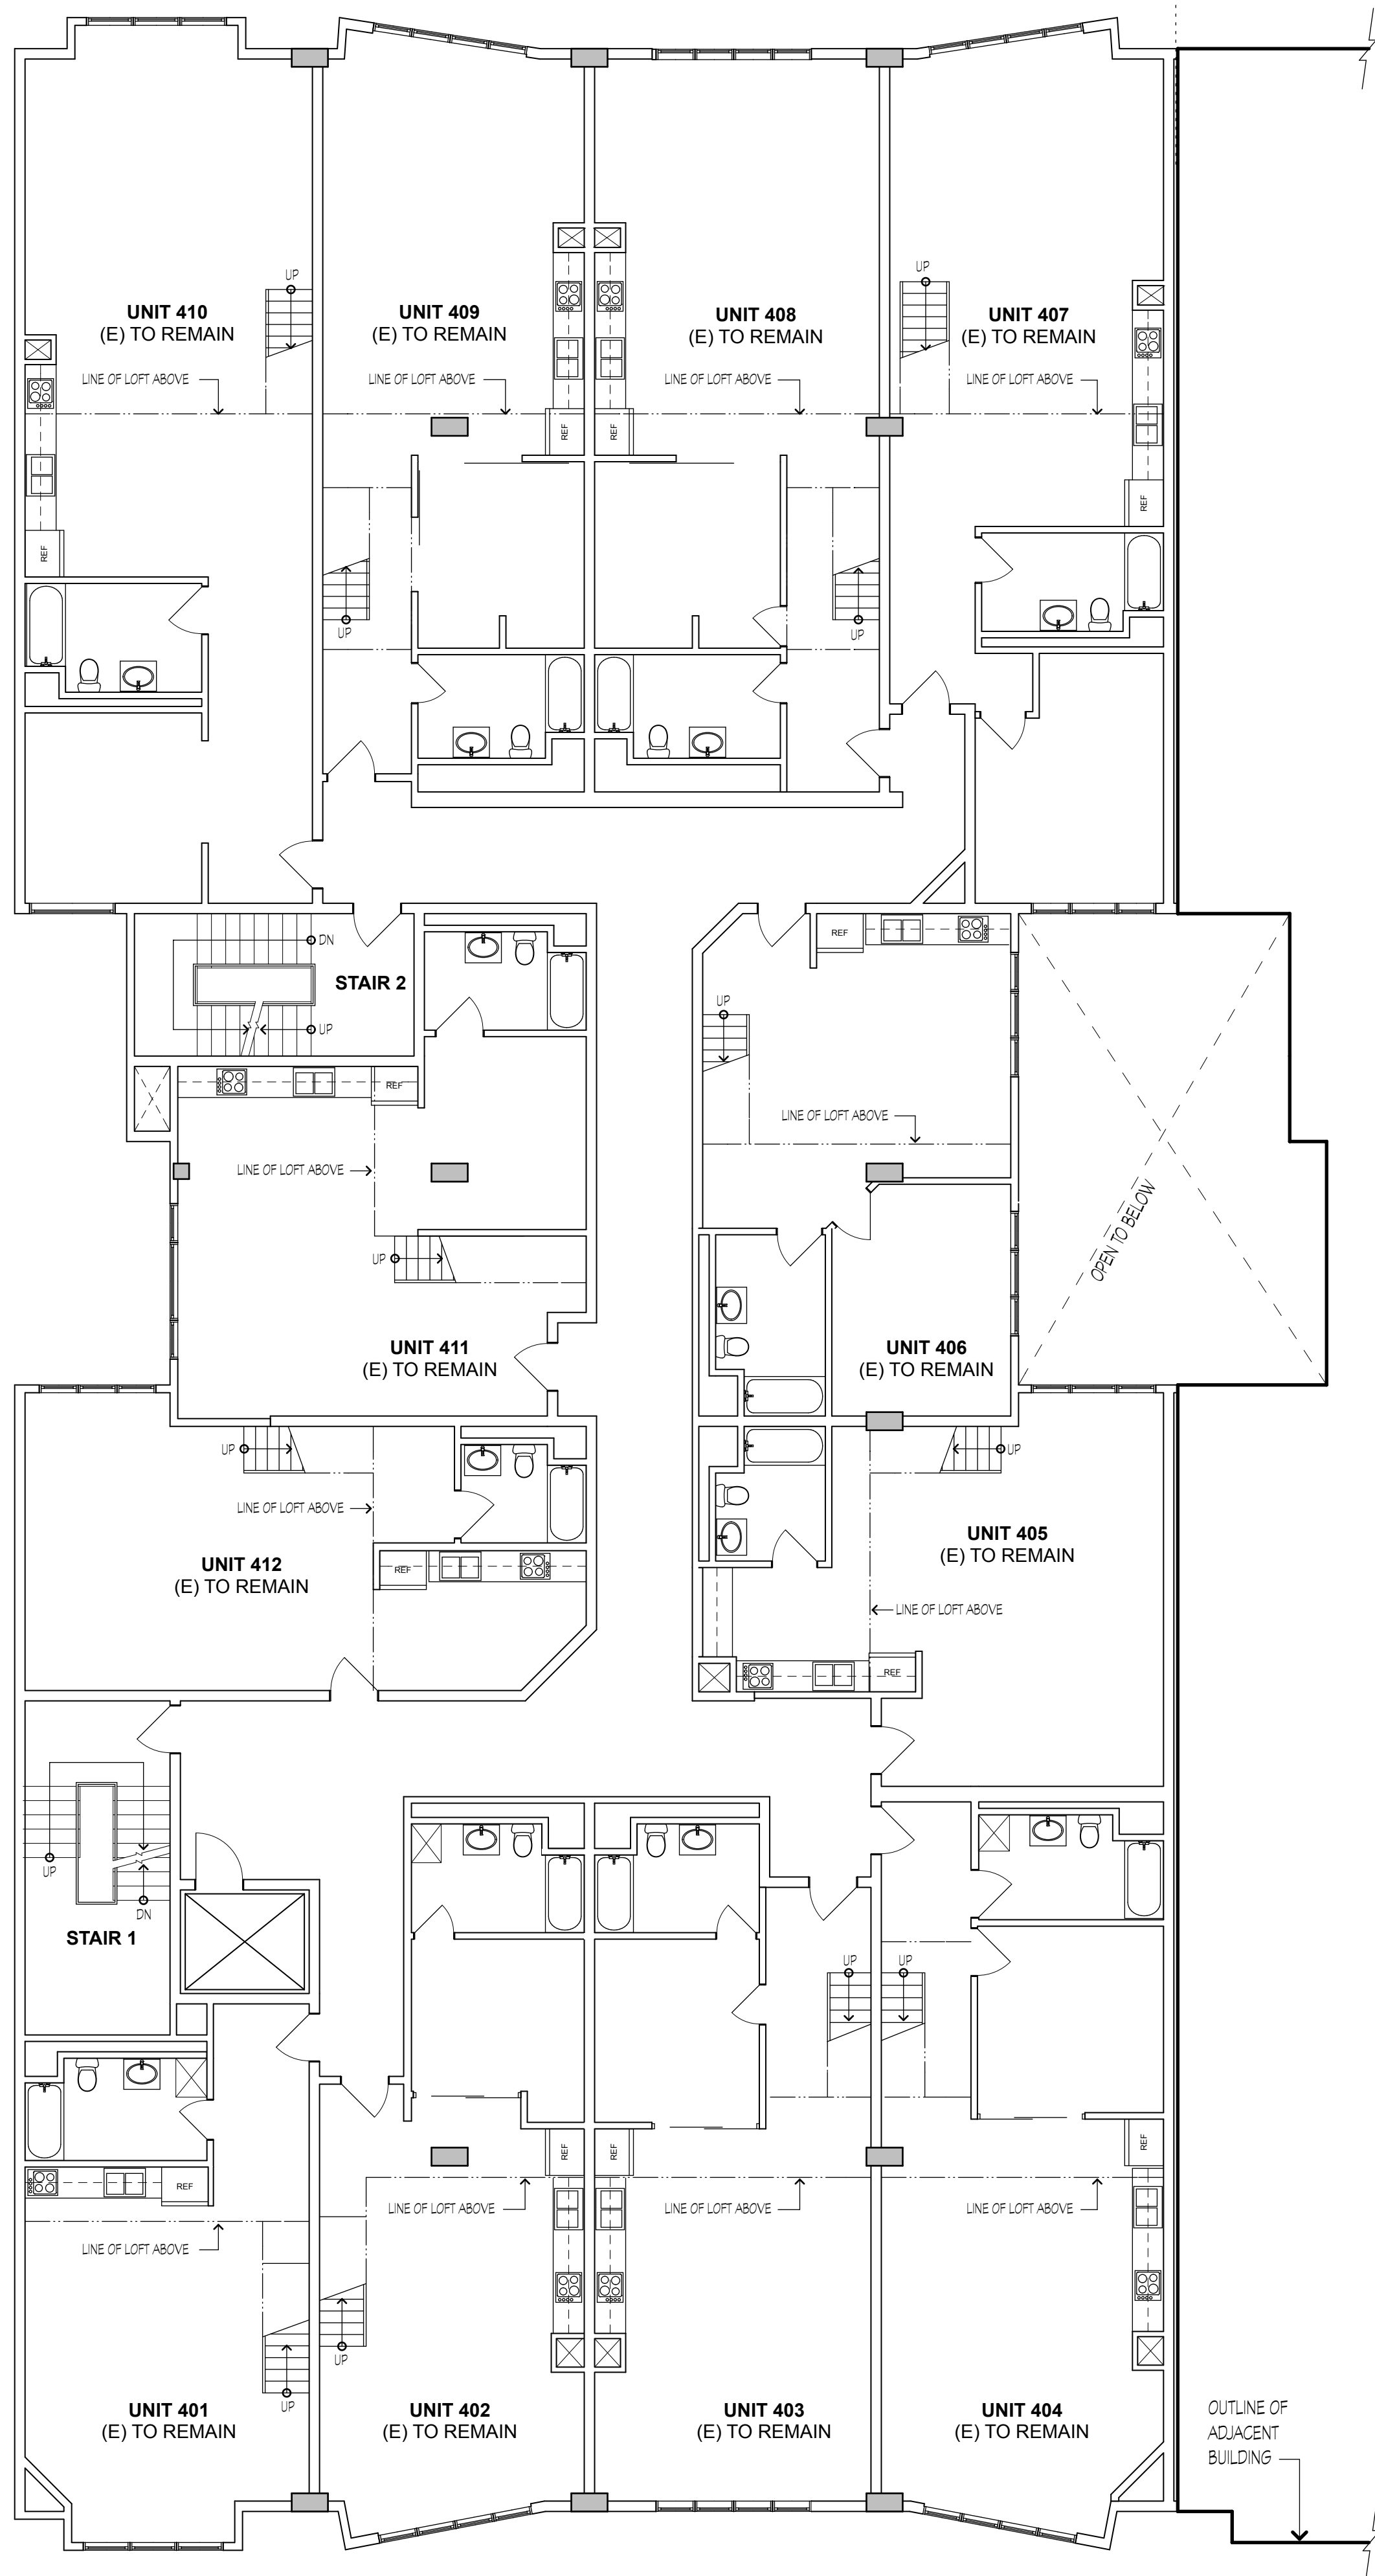 UP
UP
UNIT 410
(E) TO REMAIN
UNIT 409
(E) TO REMAIN
UNIT 408
(E) TO REMAIN
UNIT 407
(E) TO REMAIN
LINE OF LOFT ABOVE
LINE OF LOFT ABOVE
LINE OF LOFT ABOVE
LINE OF LOFT ABOVE
REF
REF
REF
REF
UP
UP
DN
REF
STAIR 2
UP
UP
REF
LINE OF LOFT ABOVE
LINE OF LOFT ABOVE
OPEN TO BELOW
UP
UNIT 411
(E) TO REMAIN
UNIT 406
(E) TO REMAIN
UP
UP
LINE OF LOFT ABOVE
UNIT 405
(E) TO REMAIN
UNIT 412
(E) TO REMAIN
REF
LINE OF LOFT ABOVE
REF
UP
DN
STAIR 1
UP
UP
REF
REF
REF
REF
LINE OF LOFT ABOVE
LINE OF LOFT ABOVE
LINE OF LOFT ABOVE
LINE OF LOFT ABOVE
UP
UP
UNIT 401
(E) TO REMAIN
UNIT 402
(E) TO REMAIN
UNIT 403
(E) TO REMAIN
UNIT 404
(E) TO REMAIN
OUTLINE OF
ADJACENT
BUILDING